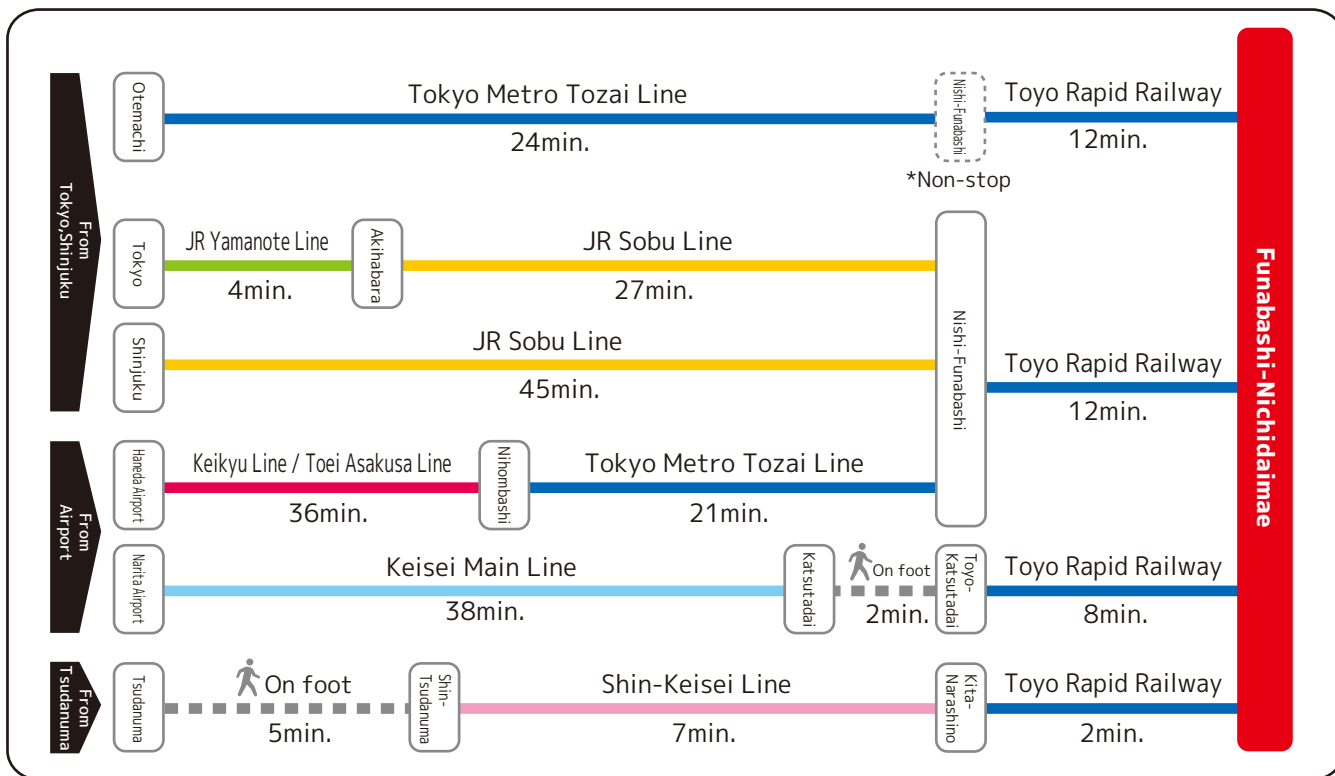 From
Tokyo,Shinjuku
Otemachi
Tokyo Metro Tozai Line
24min.
Nishi-Funabashi
*Non-stop
Toyo Rapid Railway
12min.
Tokyo
JR Yamanote Line
4min.
Akihabara
JR Sobu Line
27min.
Shinjuku
JR Sobu Line
45min.
Nishi-Funabashi
Toyo Rapid Railway
12min.
From
Airport
Haneda Airport
Keikyu Line / Toei Asakusa Line
36min.
Nihombashi
Tokyo Metro Tozai Line
21min.
Narita Airport
Keisei Main Line
38min.
Katsutadai
On foot
2min.
Toyo-
Katsutadai
Toyo Rapid Railway
8min.
From
Tsudanuma
Tsudanuma
On foot
5min.
Shin-
Tsudanuma
Shin-Keisei Line
7min.
Kita-
Narashino
Toyo Rapid Railway
2min.
Funabashi-Nichidaimae